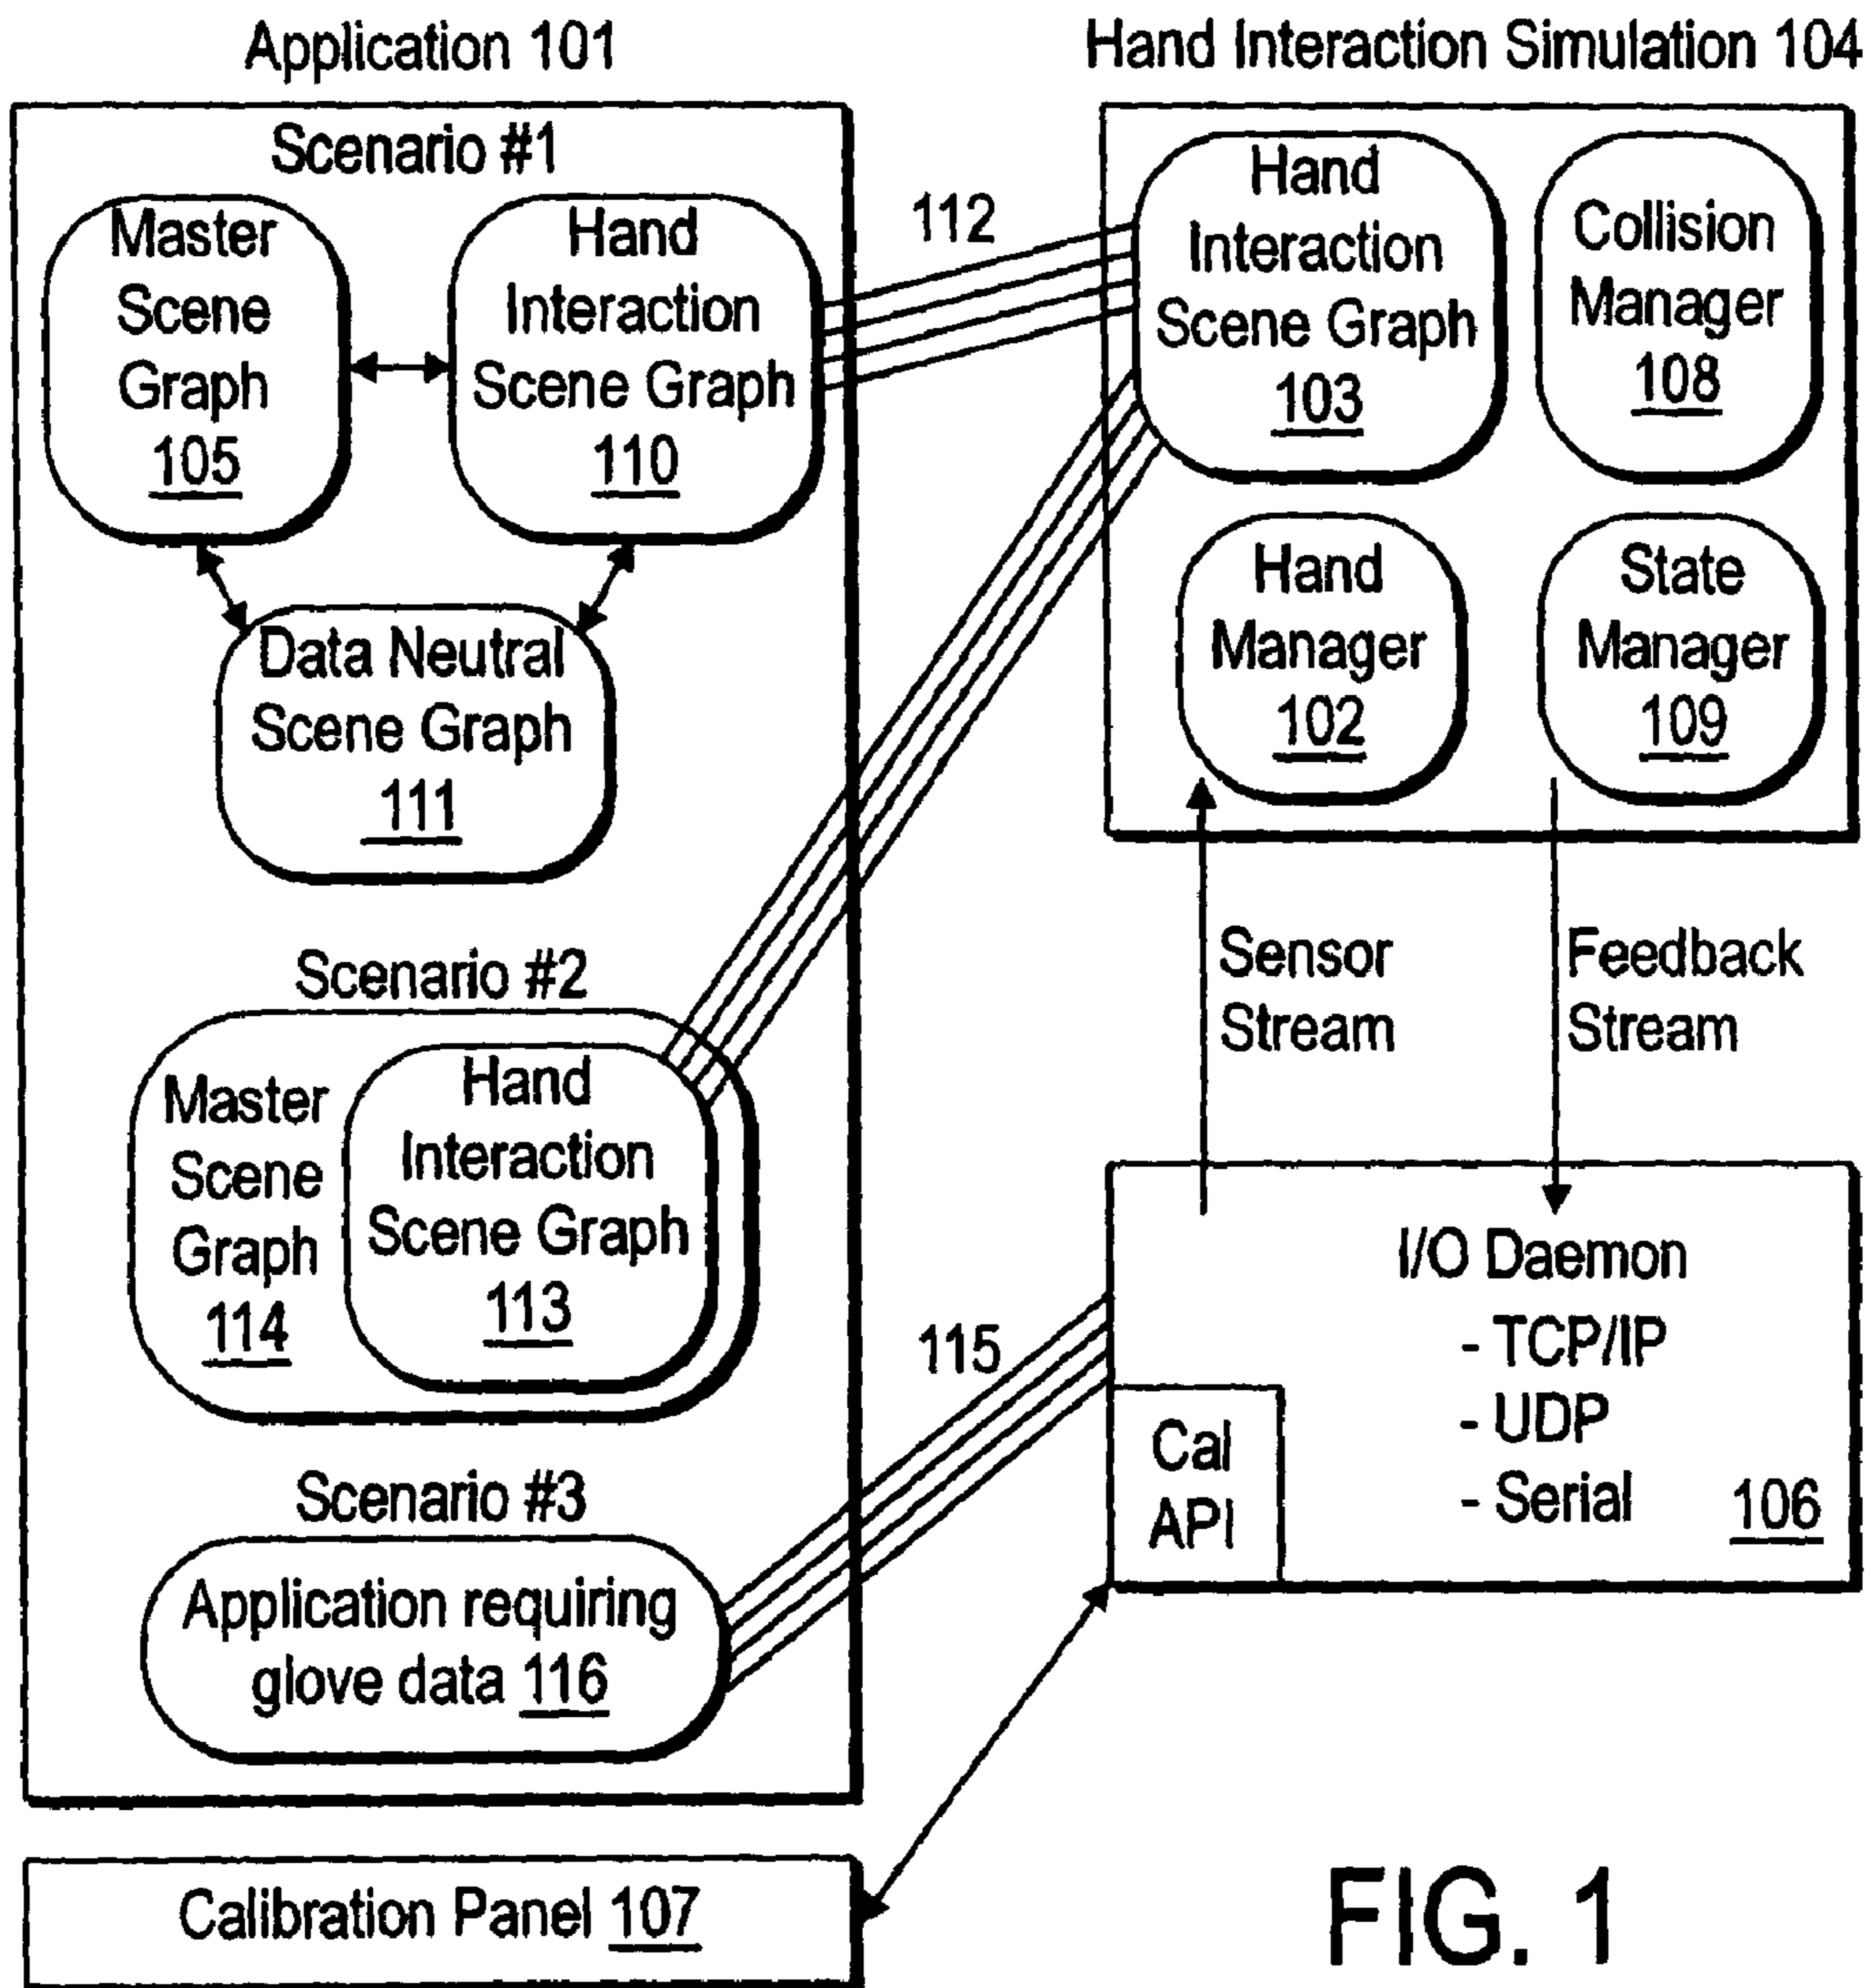 Application 101
Scenario #1
Master
Scene
Graph
105
Hand
Interaction
Scene Graph
110
Data Neutral
Scene Graph
111
Scenario #2
Master
Scene
Graph
114
Hand
Interaction
Scene Graph
113
Scenario #3
Application requiring
glove data 116
Calibration Panel 107
112
115
Hand Interaction Simulation 104
Hand
Interaction
Scene Graph
103
Collision
Manager
108
Hand
Manager
102
State
Manager
109
Sensor
Stream
Feedback
Stream
I/O Daemon
- TCP/IP
- UDP
- Serial
106
Cal
API
FIG. 1